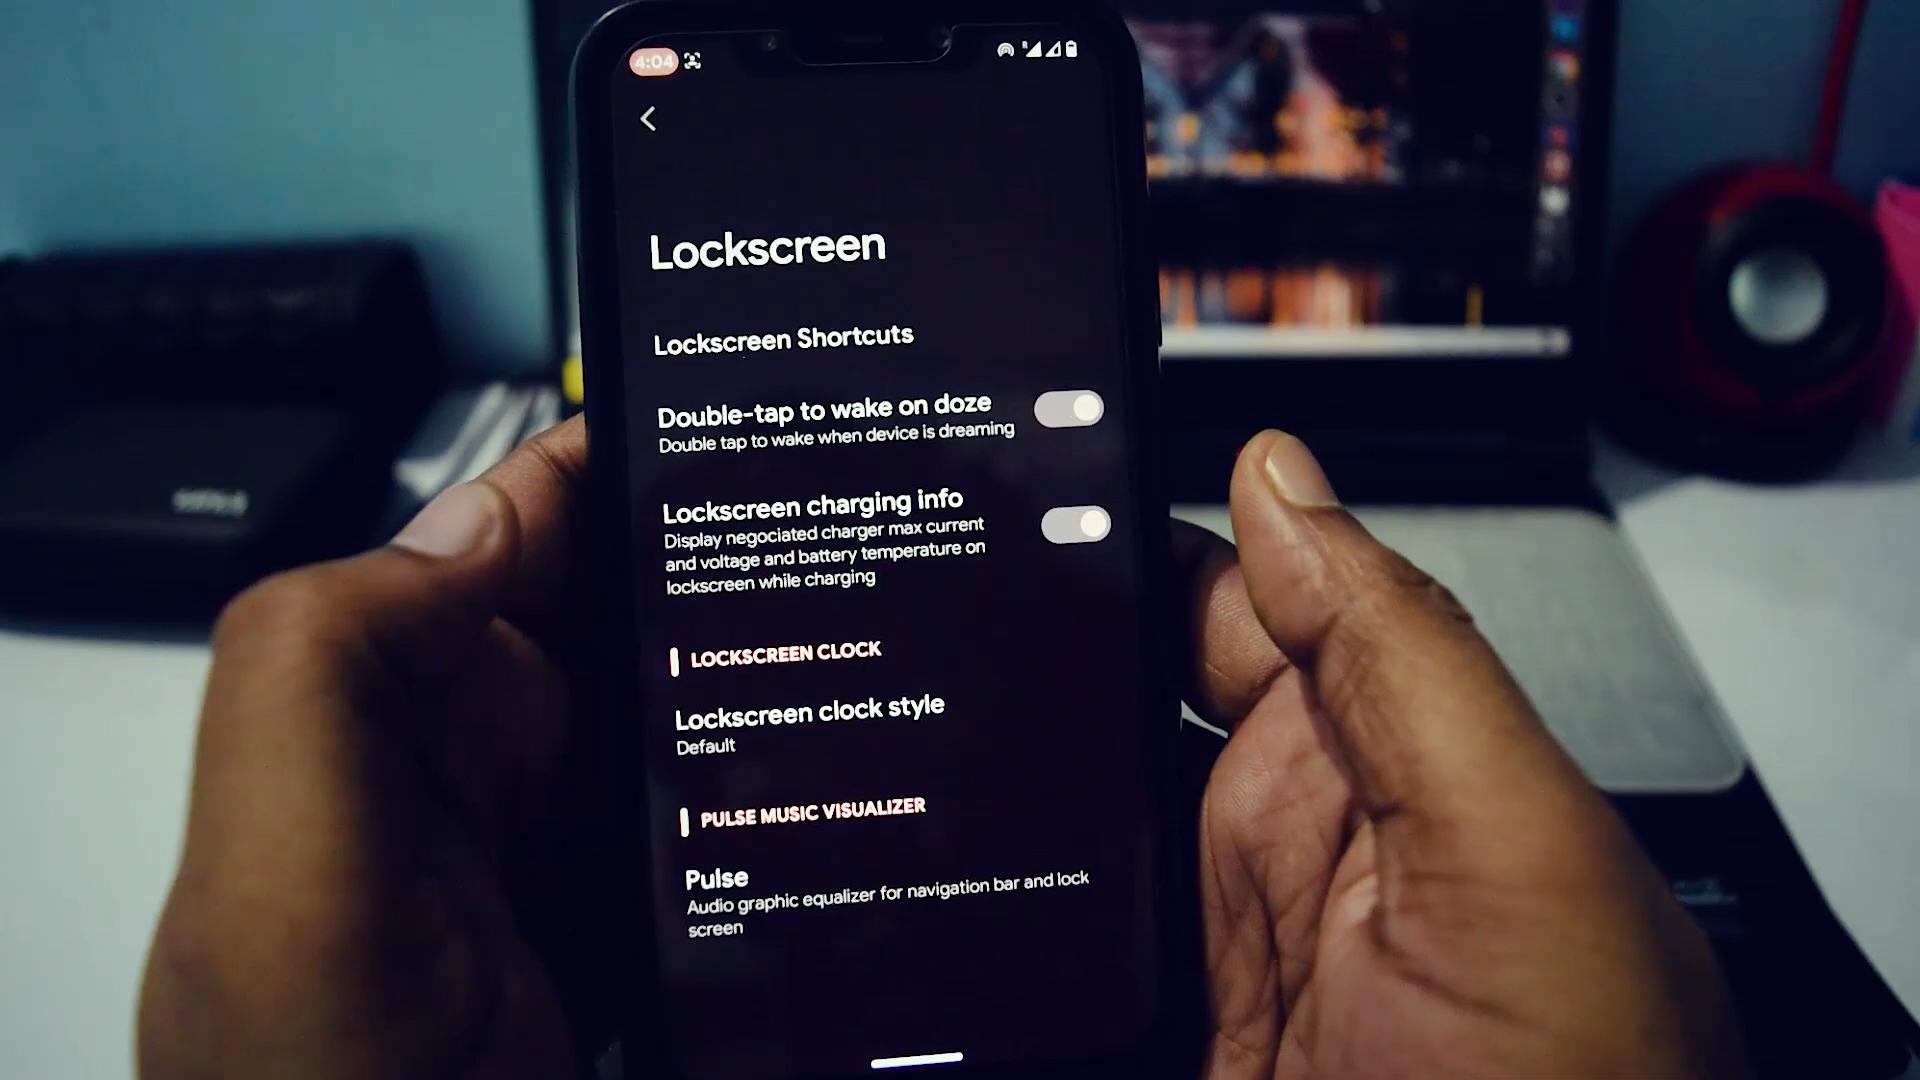 4:04
Lockscreen
Lockscreen Shortcuts
Double-tap to wake on doze
Double tap to wake when device is dreaming
Lockscreen charging info
Display negociated charger max current
and voltage and battery temperature on
lockscreen while charging
LOCKSCREEN CLOCK
Lockscreen clock style
Default
PULSE MUSIC VISUALIZER
Pulse
Audio graphic equalizer for navigation bar and lock
screen